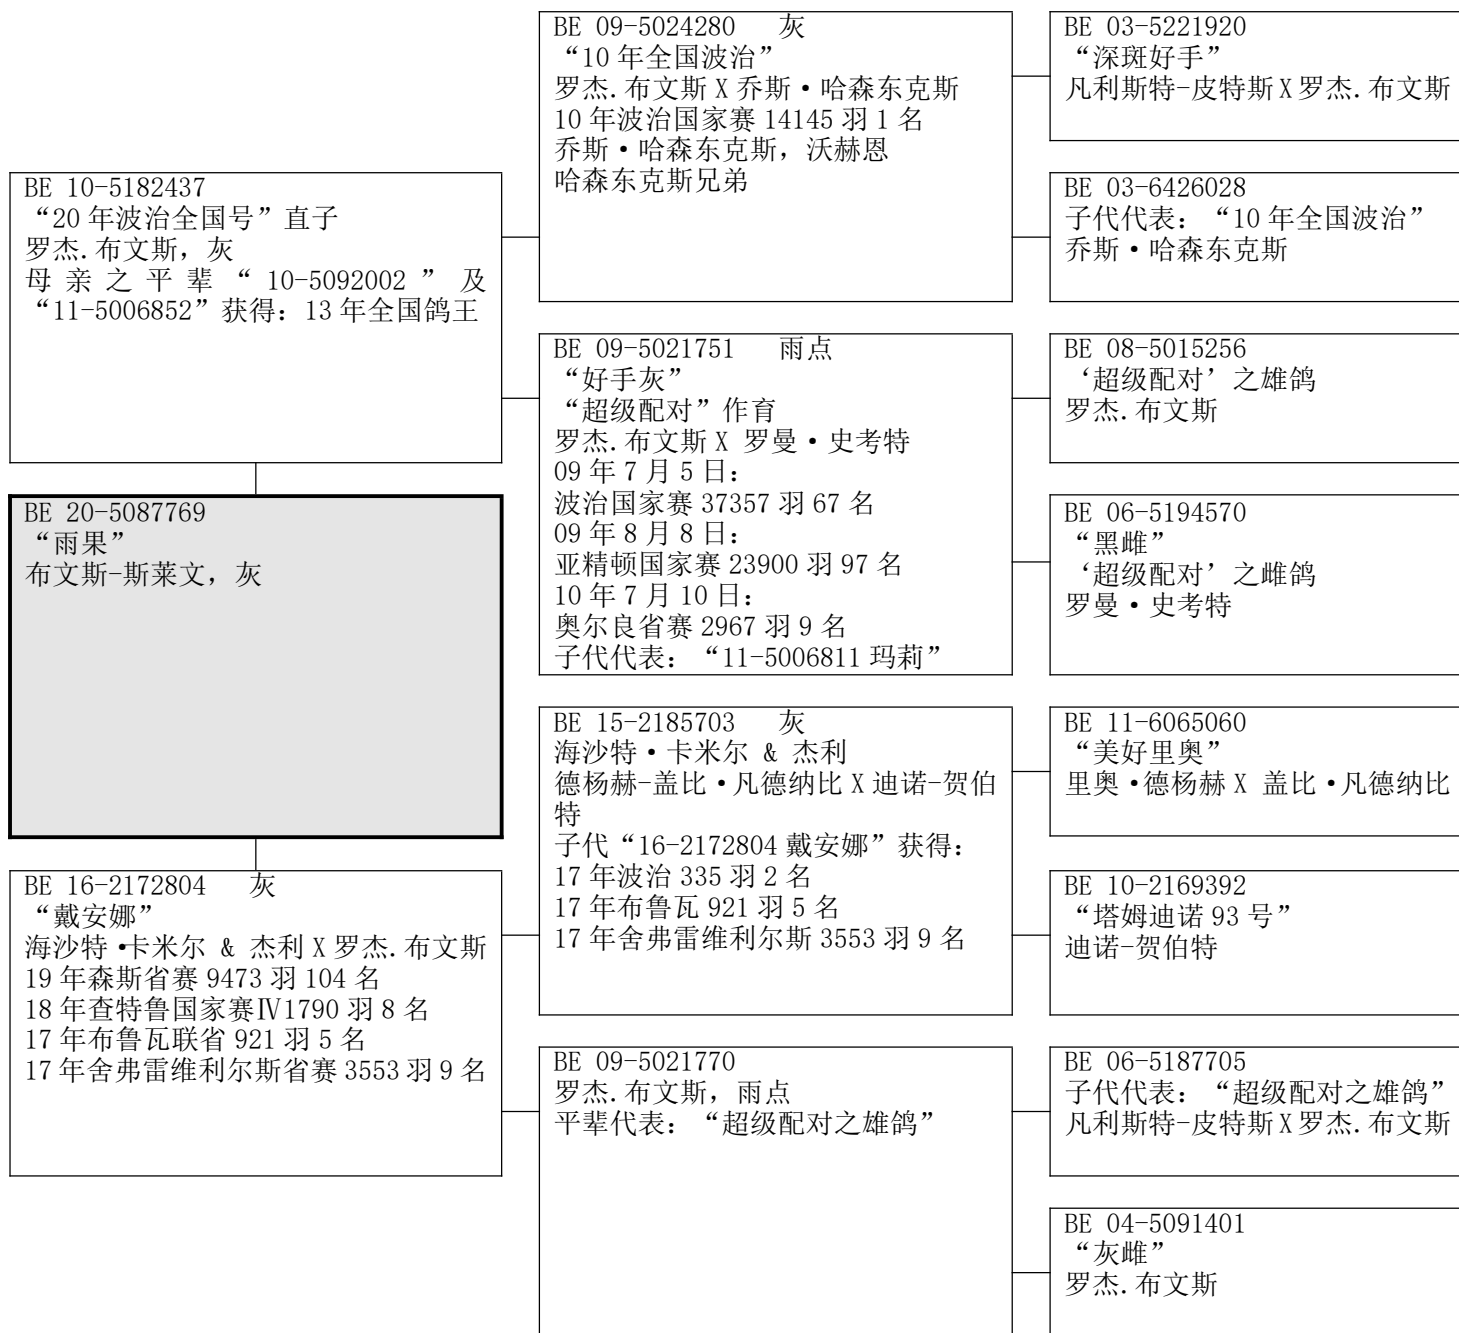 BE 10-5182437
“20 年波治全国号”直子
罗杰.布文斯，灰
母亲之平辈“10-5092002”及
“11-5006852”获得：13 年全国鸽王
BE 20-5087769
“雨果”
布文斯-斯莱文，灰
BE 16-2172804 灰
“戴安娜”
海沙特·卡米尔 & 杰利 X 罗杰.布文斯
19 年森斯省赛 9473 羽 104 名
18 年查特鲁国家赛Ⅳ1790 羽 8 名
17 年布鲁瓦联省 921 羽 5 名
17 年舍弗雷维利尔斯省赛 3553 羽 9 名
BE 09-5024280 灰
“10 年全国波治”
罗杰.布文斯 X 乔斯·哈森东克斯
10 年波治国家赛 14145 羽 1 名
乔斯·哈森东克斯，沃赫恩
哈森东克斯兄弟
BE 09-5021751 雨点
“好手灰”
“超级配对”作育
罗杰.布文斯 X 罗曼·史考特
09 年 7 月 5 日：
波治国家赛 37357 羽 67 名
09 年 8 月 8 日：
亚精顿国家赛 23900 羽 97 名
10 年 7 月 10 日：
奥尔良省赛 2967 羽 9 名
子代代表：“11-5006811 玛莉”
BE 15-2185703 灰
海沙特·卡米尔 & 杰利
德杨赫-盖比·凡德纳比 X 迪诺-贺伯
特
子代“16-2172804 戴安娜”获得：
17 年波治 335 羽 2 名
17 年布鲁瓦 921 羽 5 名
17 年舍弗雷维利尔斯 3553 羽 9 名
BE 09-5021770
罗杰.布文斯，雨点
平辈代表：“超级配对之雄鸽”
BE 03-5221920
“深斑好手”
凡利斯特-皮特斯 X 罗杰.布文斯
BE 03-6426028
子代代表：“10 年全国波治”
乔斯·哈森东克斯
BE 08-5015256
‘超级配对’之雄鸽
罗杰.布文斯
BE 06-5194570
“黑雌”
‘超级配对’之雌鸽
罗曼·史考特
BE 11-6065060
“美好里奥”
里奥·德杨赫 X 盖比·凡德纳比
BE 10-2169392
“塔姆迪诺 93 号”
迪诺-贺伯特
BE 06-5187705
子代代表：“超级配对之雄鸽”
凡利斯特-皮特斯 X 罗杰.布文斯
BE 04-5091401
“灰雌”
罗杰.布文斯